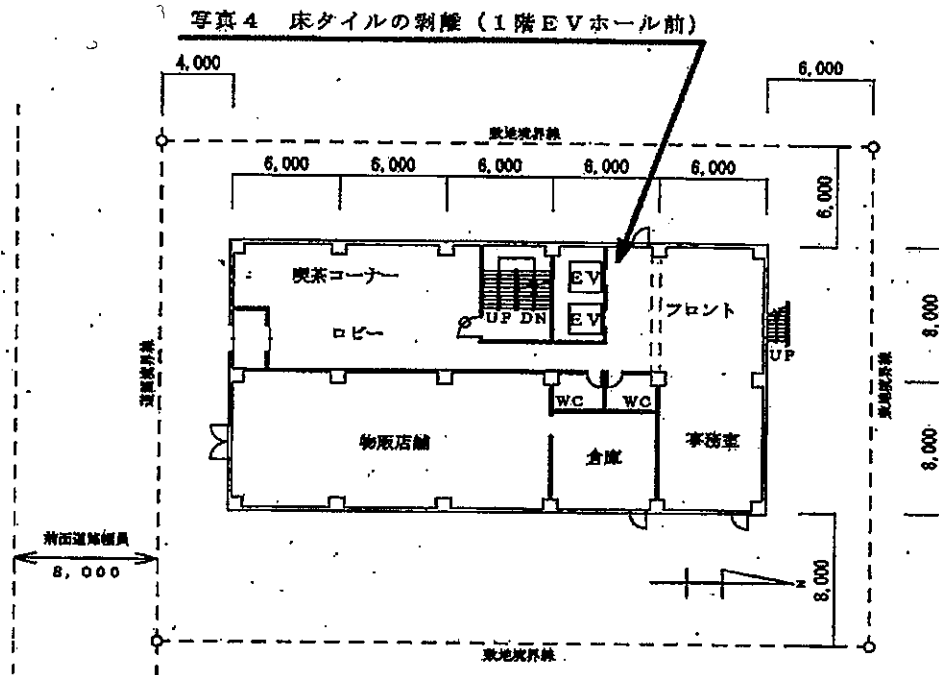 写真4 床タイルの剥離(1階EVホール前)
4,000
6,000
敷地境界線
6,000
6,000
6,000
6,000
6,000
6,000
喫茶コーナー
EV
フロント
UP DN
EV
ロビー
UP
8,000
道路境界線
敷地境界線
WC
WC
物販店舗
倉庫
事務室
8,000
前面道路幅員
8,000
N
8,000
敷地境界線